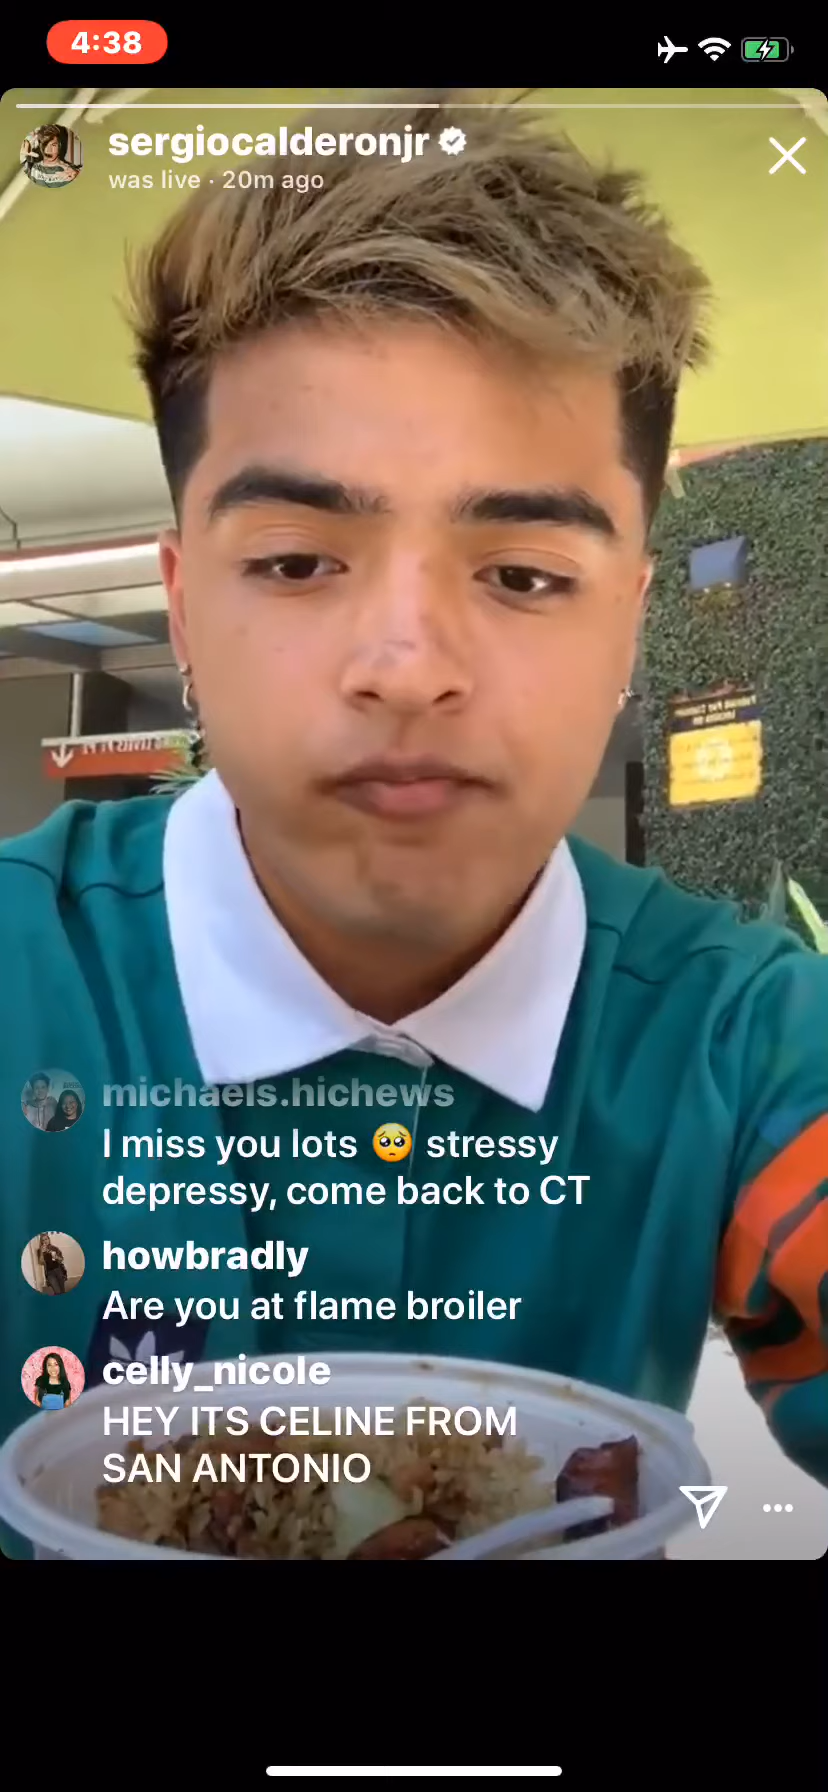 4:38
sergiocalderonjr
was live · 20m ago
michaels.hichews
I miss you lots 🥺 stressy
depressy, come back to CT
howbradly
Are you at flame broiler
celly_nicole
HEY ITS CELINE FROM
SAN ANTONIO